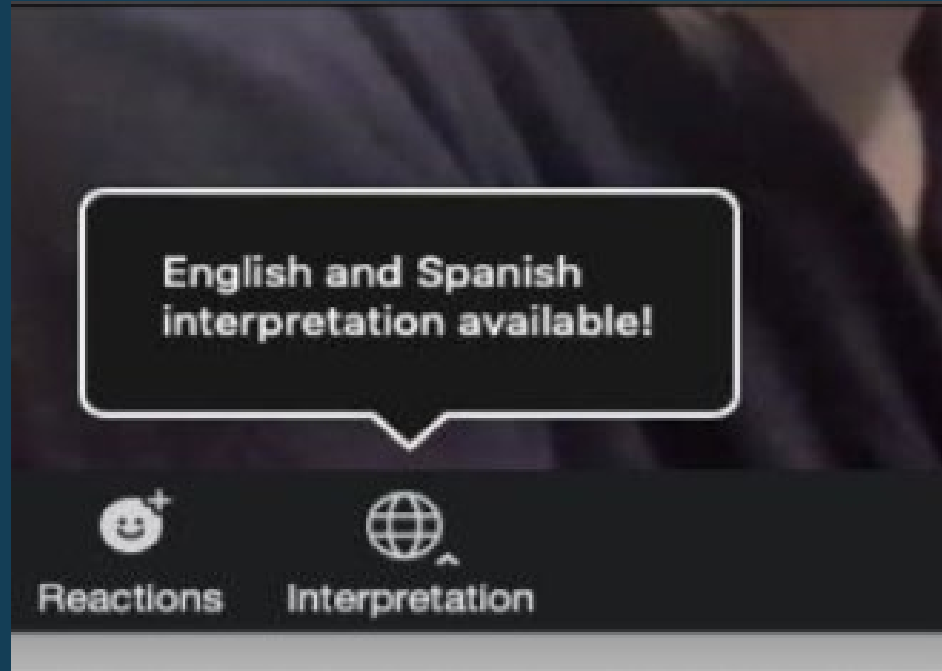 English and Spanish
interpretation available!
Reactions
Interpretation